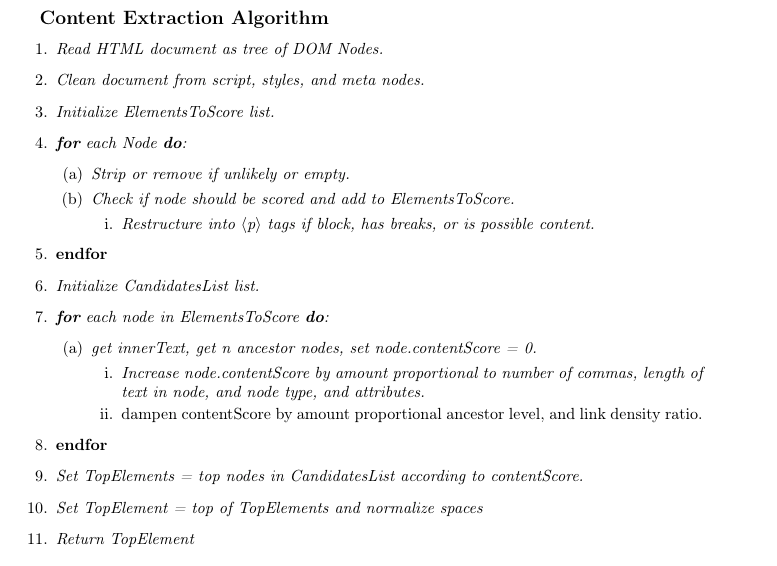 Content Extraction Algorithm
1. Read HTML document as tree of DOM Nodes.
2. Clean document from script, styles, and meta nodes.
3. Initialize ElementsToScore list.
4. for each Node do:
(a) Strip or remove if unlikely or empty.
(b) Check if node should be scored and add to ElementsToScore.
i. Restructure into ⟨p⟩ tags if block, has breaks, or is possible content.
5. endfor
6. Initialize CandidatesList list.
7. for each node in ElementsToScore do:
(a) get innerText, get n ancestor nodes, set node.contentScore = 0.
i. Increase node.contentScore by amount proportional to number of commas, length of
text in node, and node type, and attributes.
ii. dampen contentScore by amount proportional ancestor level, and link density ratio.
8. endfor
9. Set TopElements = top nodes in CandidatesList according to contentScore.
10. Set TopElement = top of TopElements and normalize spaces
11. Return TopElement